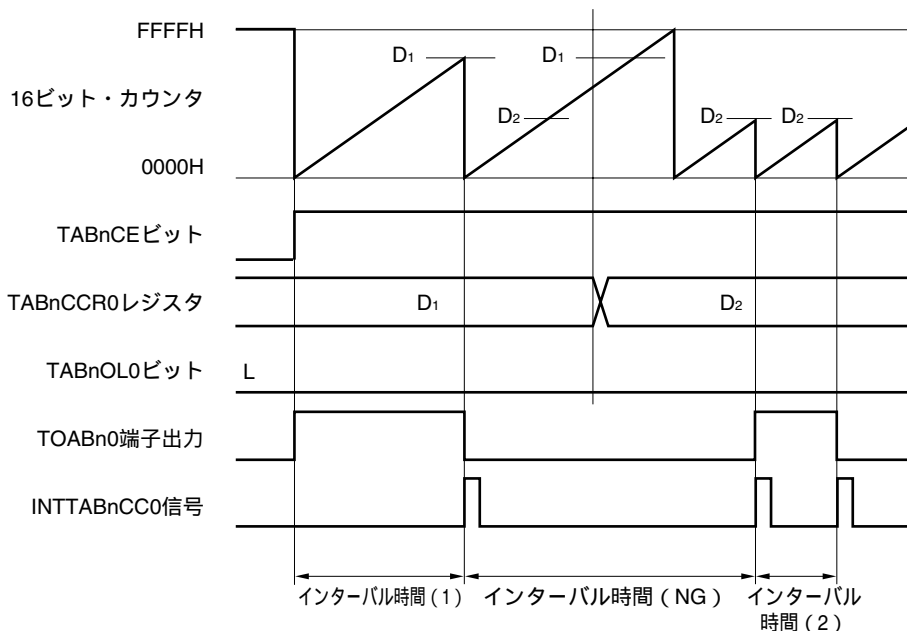 FFFFH
D1
D1
16ビット・カウンタ
D2
D2
D2
0000H
TABnCEビット
TABnCCR0レジスタ
D1
D2
TABnOL0ビット
L
TOABn0端子出力
INTTABnCC0信号
インターバル時間(1)
インターバル時間(NG)
インターバル
時間(2)